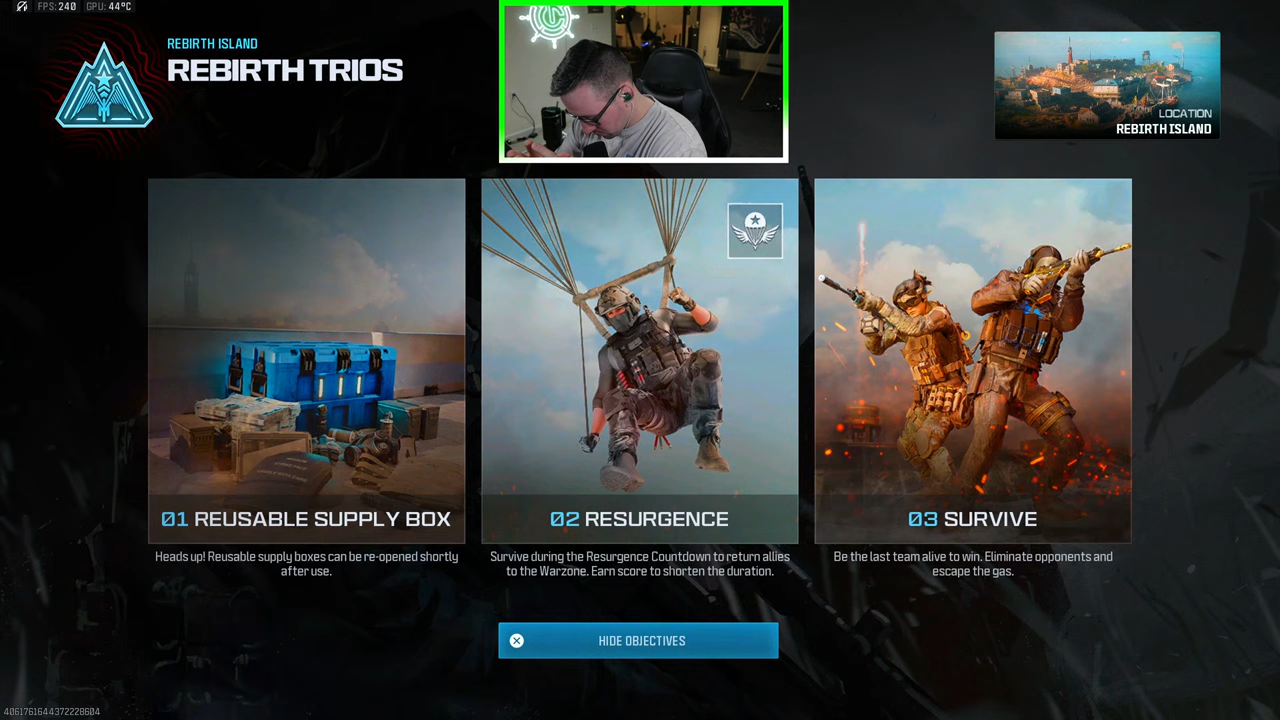 FPS: 240 GPU: 44°C
REBIRTH ISLAND
REBIRTH TRIOS
LOCATION
REBIRTH ISLAND
01 REUSABLE SUPPLY BOX
Heads up! Reusable supply boxes can be re-opened shortly
after use.
02 RESURGENCE
Survive during the Resurgence Countdown to return allies
to the Warzone. Earn score to shorten the duration.
03 SURVIVE
Be the last team alive to win. Eliminate opponents and
escape the gas.
HIDE OBJECTIVES
4061761644372228604